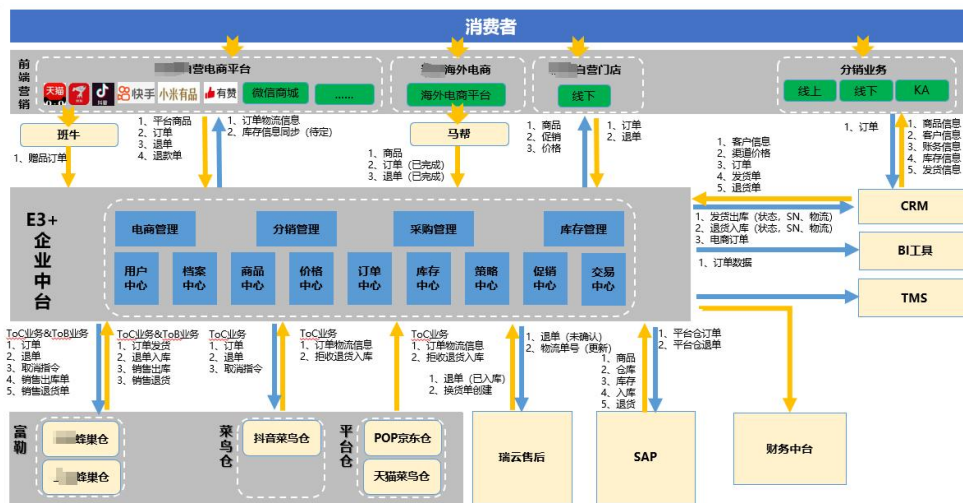 消费者
前端营销
自营电商平台
天猫
快手
小米有品
有赞
微信商城
……
海外电商
海外电商平台
自营门店
线下
分销业务
线上
线下
KA
班牛
马帮
1、赠品订单
1、平台商品
2、订单
3、退单
4、退款单
1、订单物流信息
2、库存信息同步（待定）
1、商品
2、订单（已完成）
3、退单（已完成）
1、商品
2、促销
3、价格
1、订单
2、退单
1、客户信息
2、渠道价格
3、订单
4、发货单
5、退货单
1、订单
1、商品信息
2、客户信息
3、账务信息
4、库存信息
5、发货信息
E3+企业中台
电商管理
分销管理
采购管理
库存管理
用户中心
档案中心
商品中心
价格中心
订单中心
库存中心
策略中心
促销中心
交易中心
CRM
1、发货出库（状态，SN、物流）
2、退货入库（状态，SN、物流）
3、电商订单
BI工具
1、订单数据
TMS
ToC业务&ToB业务
1、订单
2、退单
3、取消指令
4、销售出库单
5、销售退货单
ToC业务&ToB业务
1、订单发货
2、退单入库
3、销售出库
3、销售退货
ToC业务
1、订单
2、退单
3、取消指令
ToC业务
1、订单物流信息
2、拒收退货入库
ToC业务
1、订单物流信息
2、拒收退货入库
1、退单（未确认）
2、物流单号（更新）
1、退单（已入库）
2、换货单创建
1、商品
2、仓库
3、库存
4、入库
5、退货
1、平台仓订单
2、平台仓退单
富勒
蜂巢仓
蜂巢仓
菜鸟仓
抖音菜鸟仓
平台仓
POP京东仓
天猫菜鸟仓
瑞云售后
SAP
财务中台